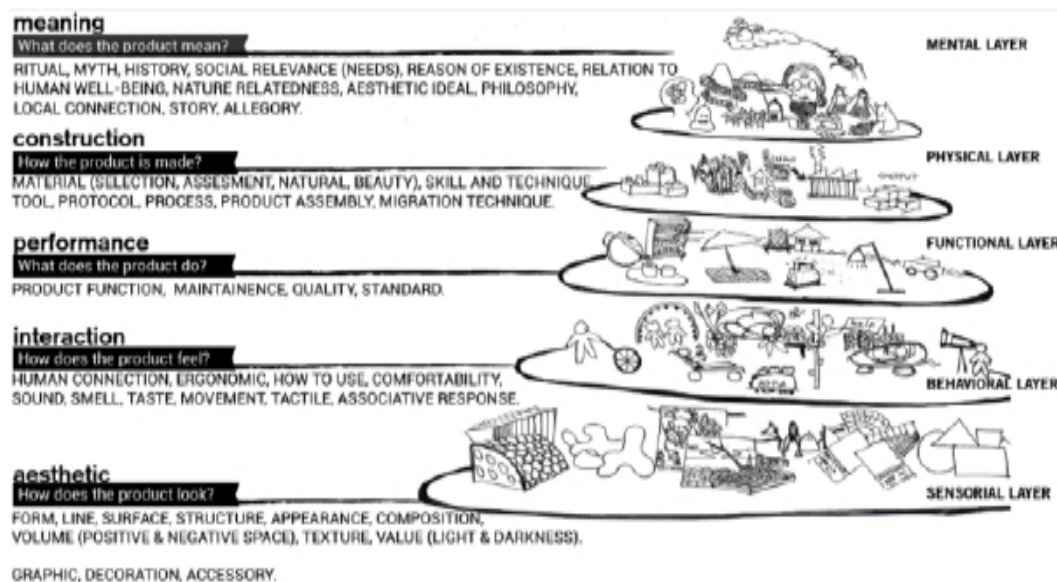 meaning
What does the product mean?
RITUAL, MYTH, HISTORY, SOCIAL RELEVANCE (NEEDS), REASON OF EXISTENCE, RELATION TO
HUMAN WELL-BEING, NATURE RELATEDNESS, AESTHETIC IDEAL, PHILOSOPHY,
LOCAL CONNECTION, STORY, ALLEGORY.
MENTAL LAYER
construction
How the product is made?
MATERIAL (SELECTION, ASSESMENT, NATURAL, BEAUTY), SKILL AND TECHNIQUE
TOOL, PROTOCOL, PROCESS, PRODUCT ASSEMBLY, MIGRATION TECHNIQUE.
PHYSICAL LAYER
performance
What does the product do?
PRODUCT FUNCTION, MAINTAINENCE, QUALITY, STANDARD.
FUNCTIONAL LAYER
interaction
How does the product feel?
HUMAN CONNECTION, ERGONOMIC, HOW TO USE, COMFORTABILITY,
SOUND, SMELL, TASTE, MOVEMENT, TACTILE, ASSOCIATIVE RESPONSE.
BEHAVIORAL LAYER
aesthetic
How does the product look?
FORM, LINE, SURFACE, STRUCTURE, APPEARANCE, COMPOSITION,
VOLUME (POSITIVE & NEGATIVE SPACE), TEXTURE, VALUE (LIGHT & DARKNESS).
GRAPHIC, DECORATION, ACCESSORY.
SENSORIAL LAYER